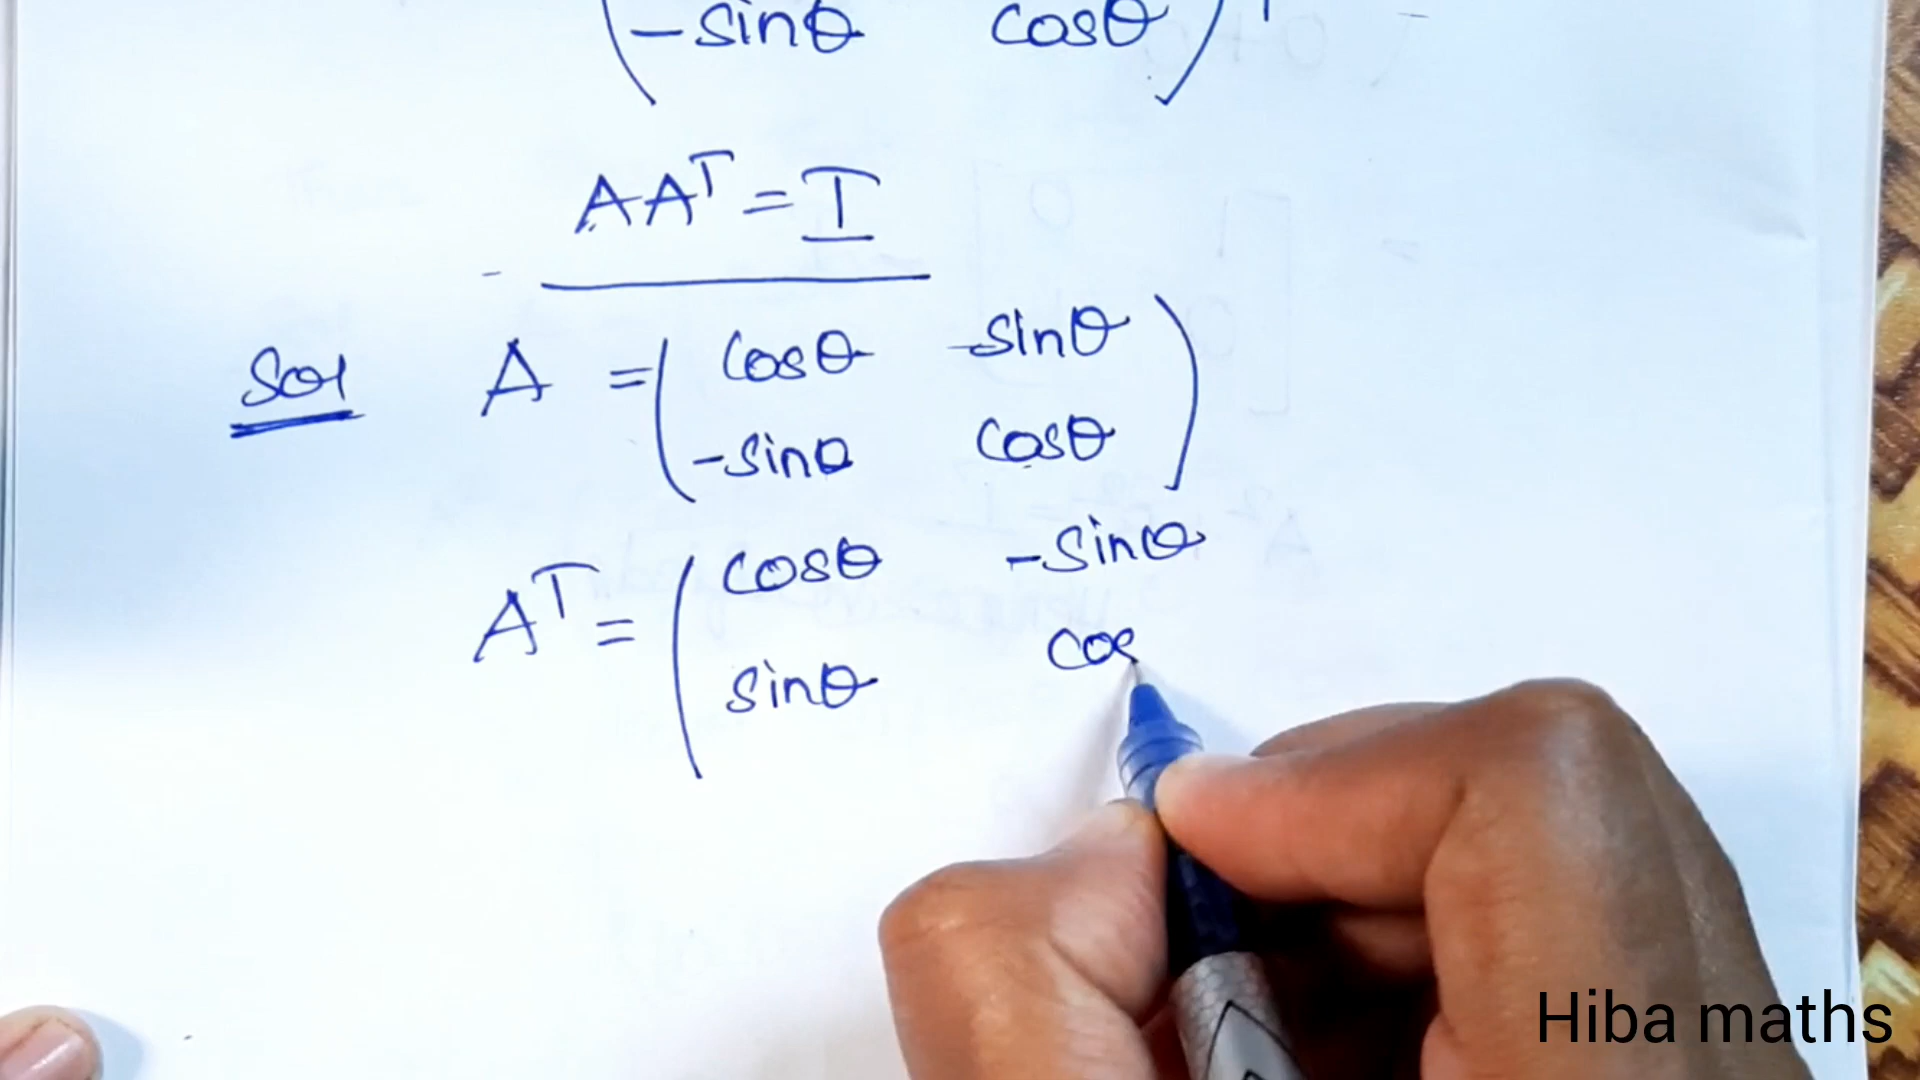 -sinθ cosθ
AAᵀ = I
Sol A = cosθ sinθ
-sinθ cosθ
Aᵀ = cosθ -sinθ
sinθ cos
Hiba maths